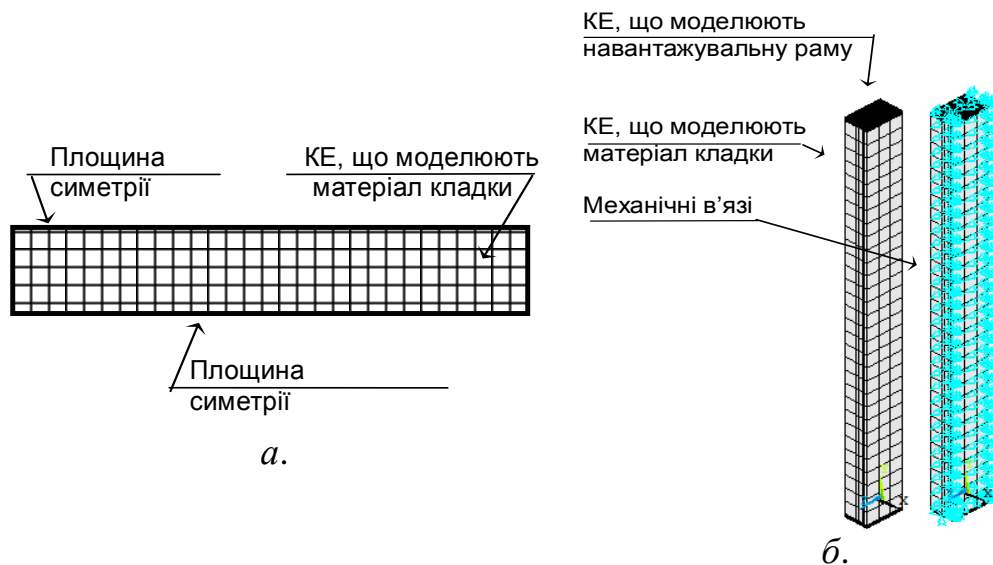 КЕ, що моделюють
навантажувальну раму
КЕ, що моделюють
матеріал кладки
Механічні в’язі
Площина
симетрії
КЕ, що моделюють
матеріал кладки
Площина
симетрії
а.
б.
Y
X